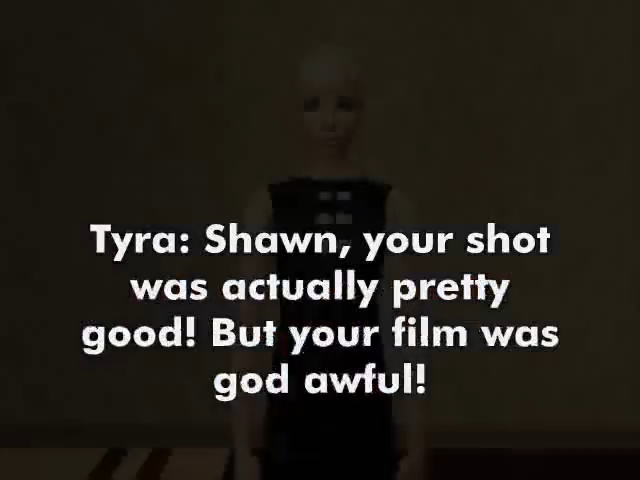 Tyra: Shawn, your shot
was actually pretty
good! But your film was
god awful!